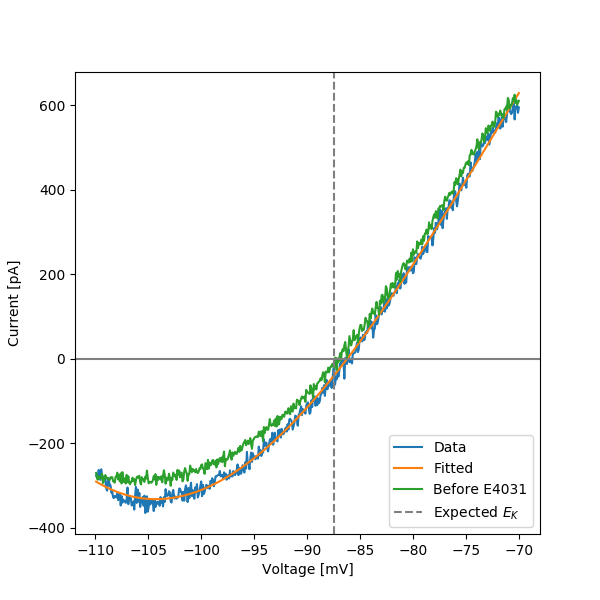 600
400
200
0
−200
−400
Current [pA]
Data
Fitted
Before E4031
Expected E_K
−110 −105 −100 −95 −90 −85 −80 −75 −70
Voltage [mV]